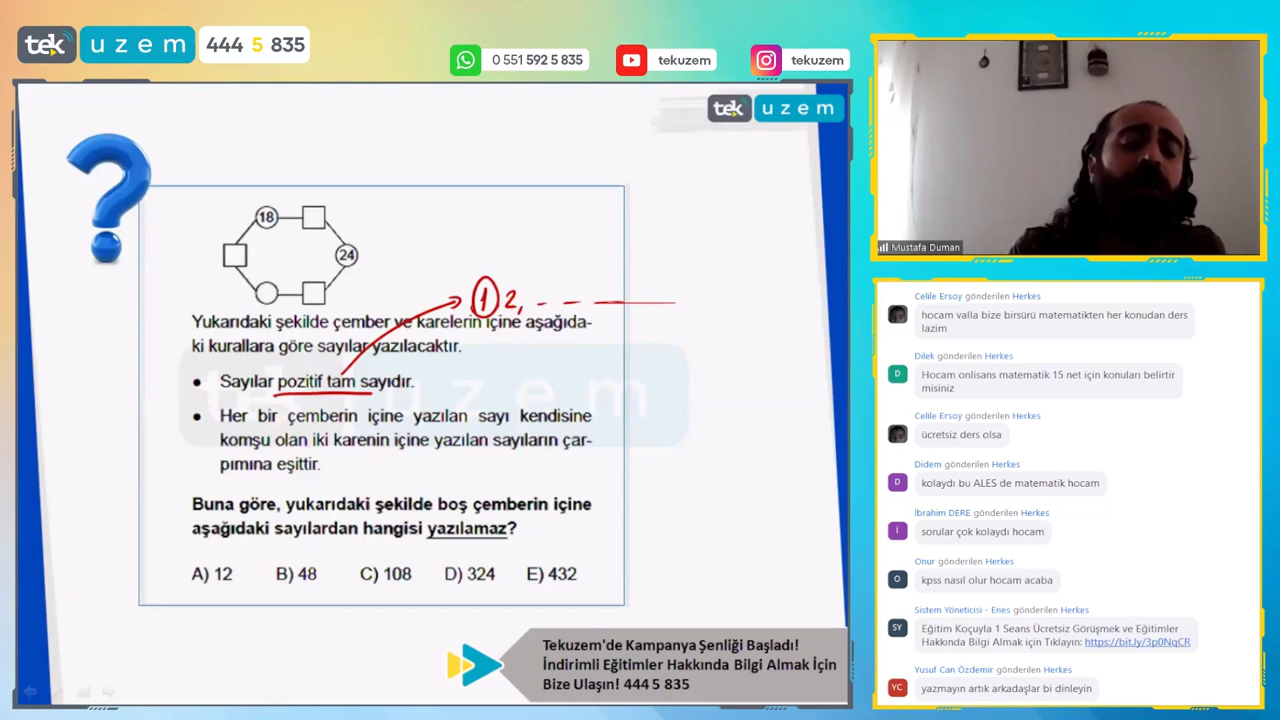 tek uzem 444 5 835
0 551 592 5 835
tekuzem
tekuzem
tek uzem
18
24
1 2,
Yukarıdaki şekilde çember ve karelerin içine aşağıda-
ki kurallara göre sayılar yazılacaktır.
• Sayılar pozitif tam sayıdır.
• Her bir çemberin içine yazılan sayı kendisine
komşu olan iki karenin içine yazılan sayıların çar-
pımına eşittir.
Buna göre, yukarıdaki şekilde boş çemberin içine
aşağıdaki sayılardan hangisi yazılamaz?
A) 12 B) 48 C) 108 D) 324 E) 432
tek uzem
Tekuzem'de Kampanya Şenliği Başladı!
İndirimli Eğitimler Hakkında Bilgi Almak İçin
Bize Ulaşın! 444 5 835
Mustafa Duman
Celile Ersoy gönderilen Herkes
hocam valla bize birsürü matematikten her konudan ders
lazim
Dilek gönderilen Herkes
D
Hocam onlisans matematik 15 net için konuları belirtir
misiniz
Celile Ersoy gönderilen Herkes
ücretsiz ders olsa
Didem gönderilen Herkes
D
kolaydı bu ALES de matematik hocam
İbrahim DERE gönderilen Herkes
İ
sorular çok kolaydı hocam
Onur gönderilen Herkes
O
kpss nasıl olur hocam acaba
Sistem Yöneticisi - Enes gönderilen Herkes
SY
Eğitim Koçuyla 1 Seans Ücretsiz Görüşmek ve Eğitimler
Hakkında Bilgi Almak için Tıklayın: https://bit.ly/3p0NqCR
Yusuf Can Özdemir gönderilen Herkes
YC
yazmayın artık arkadaşlar bi dinleyin